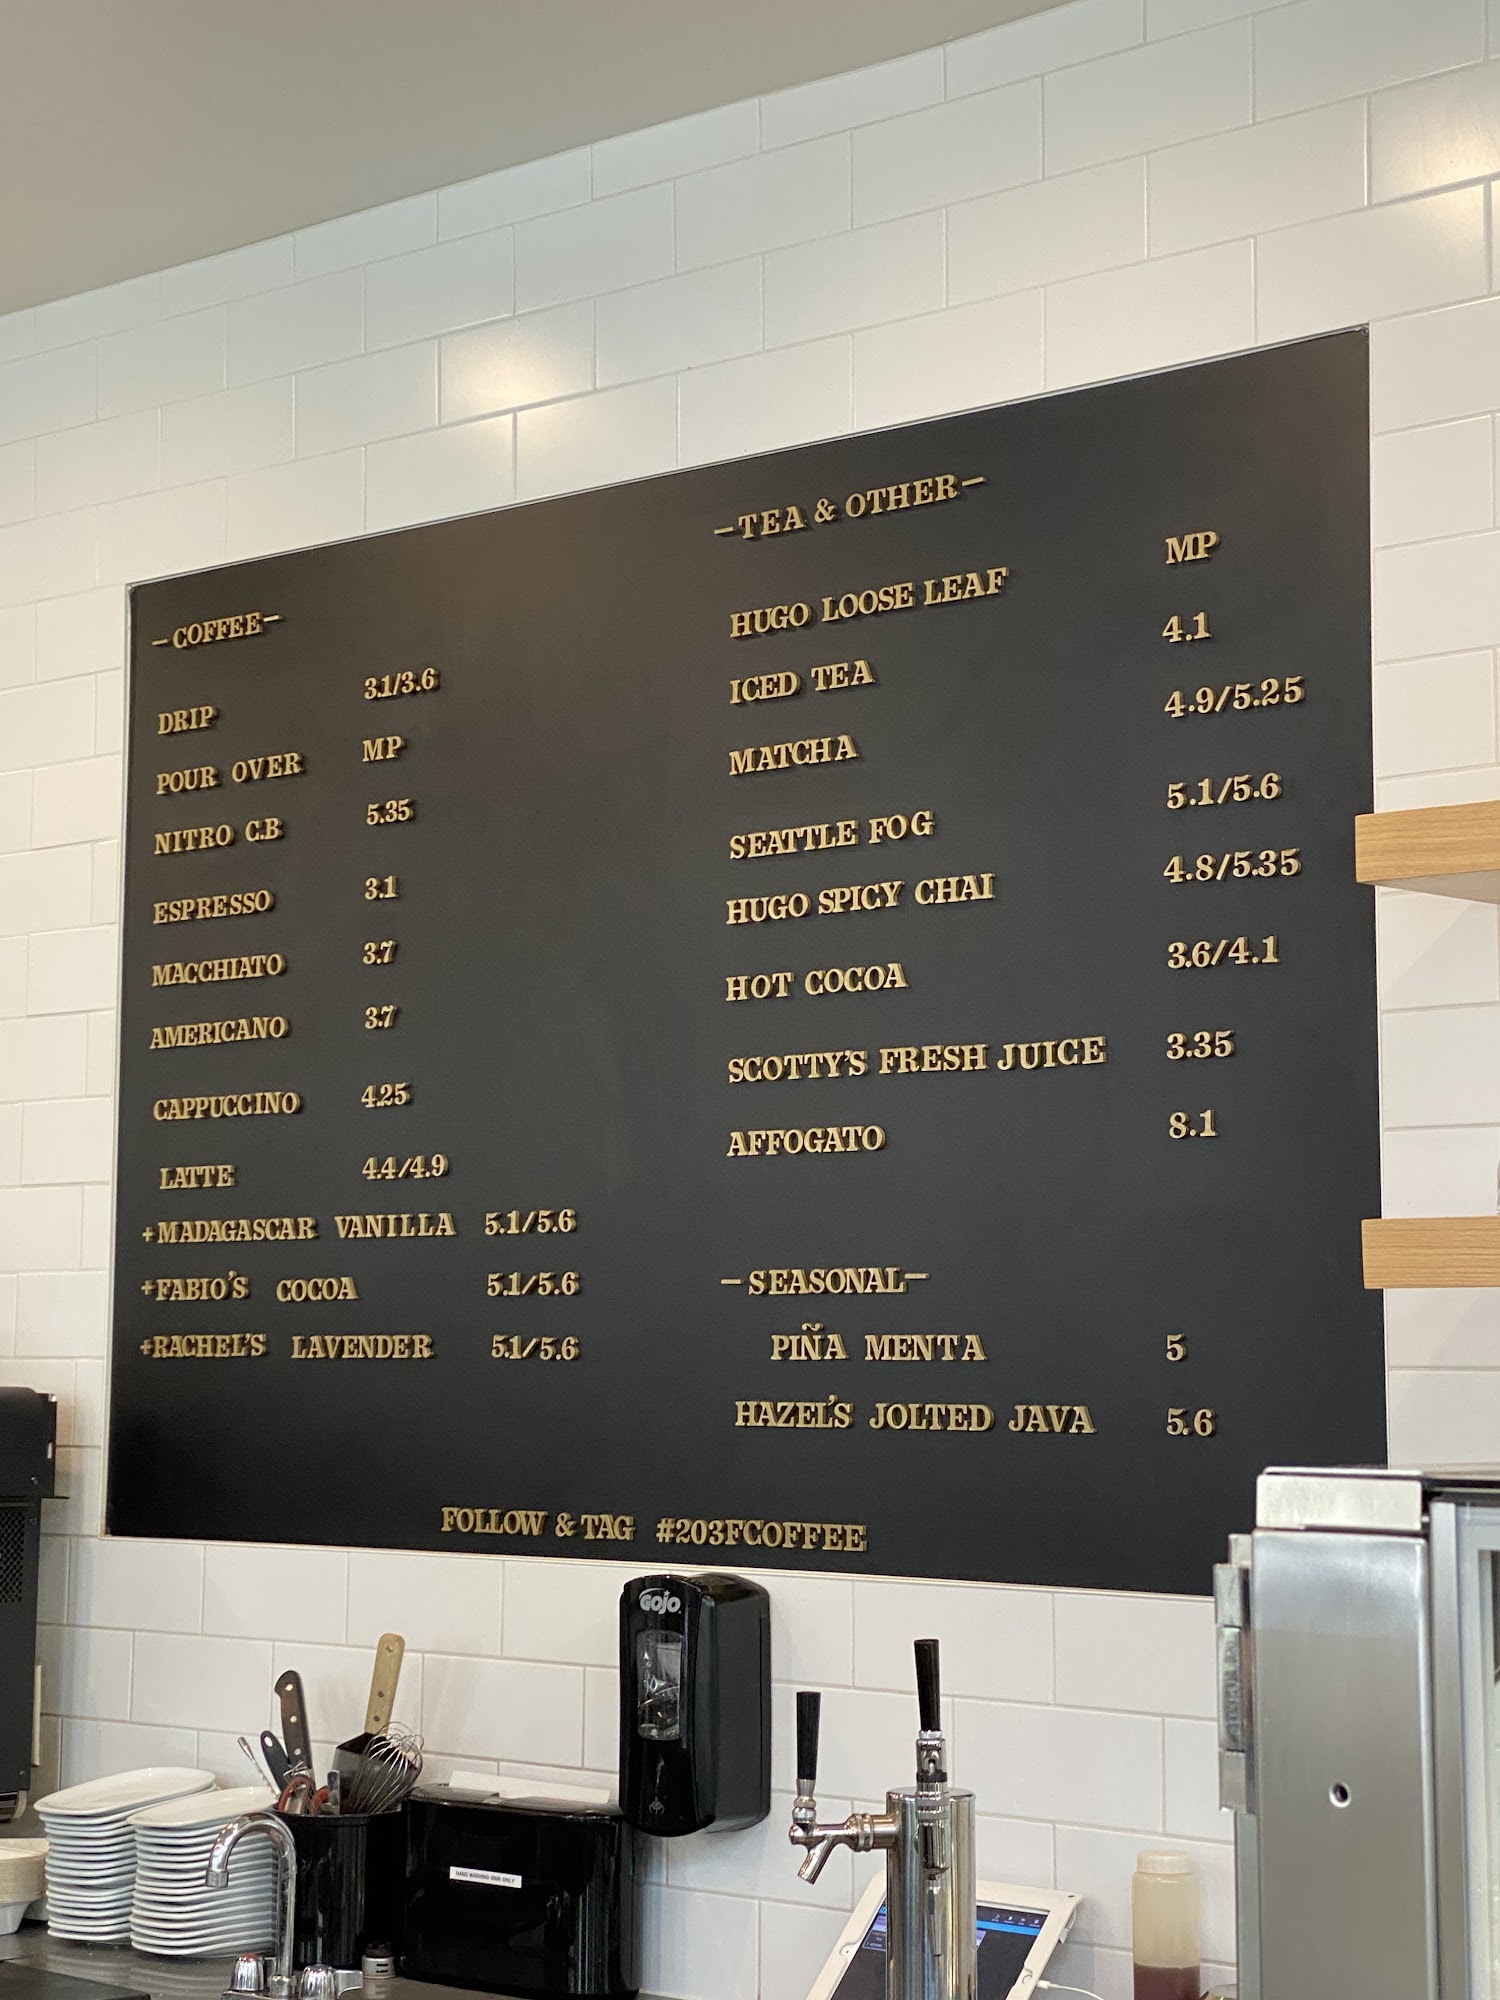 -COFFEE-
DRIP 3.1/3.6
POUR OVER MP
NITRO C.B 5.35
ESPRESSO 3.1
MACCHIATO 3.7
AMERICANO 3.7
CAPPUCCINO 4.25
LATTE 4.4/4.9
+MADAGASCAR VANILLA 5.1/5.6
+FABIO'S COCOA 5.1/5.6
+RACHEL'S LAVENDER 5.1/5.6
-TEA & OTHER-
HUGO LOOSE LEAF MP
ICED TEA 4.1
MATCHA 4.9/5.25
SEATTLE FOG 5.1/5.6
HUGO SPICY CHAI 4.8/5.35
HOT COCOA 3.6/4.1
SCOTTY'S FRESH JUICE 3.35
AFFOGATO 8.1
-SEASONAL-
PIÑA MENTA 5
HAZEL'S JOLTED JAVA 5.6
FOLLOW & TAG #203FCOFFEE
GOJO
HAND WASHING SINK ONLY